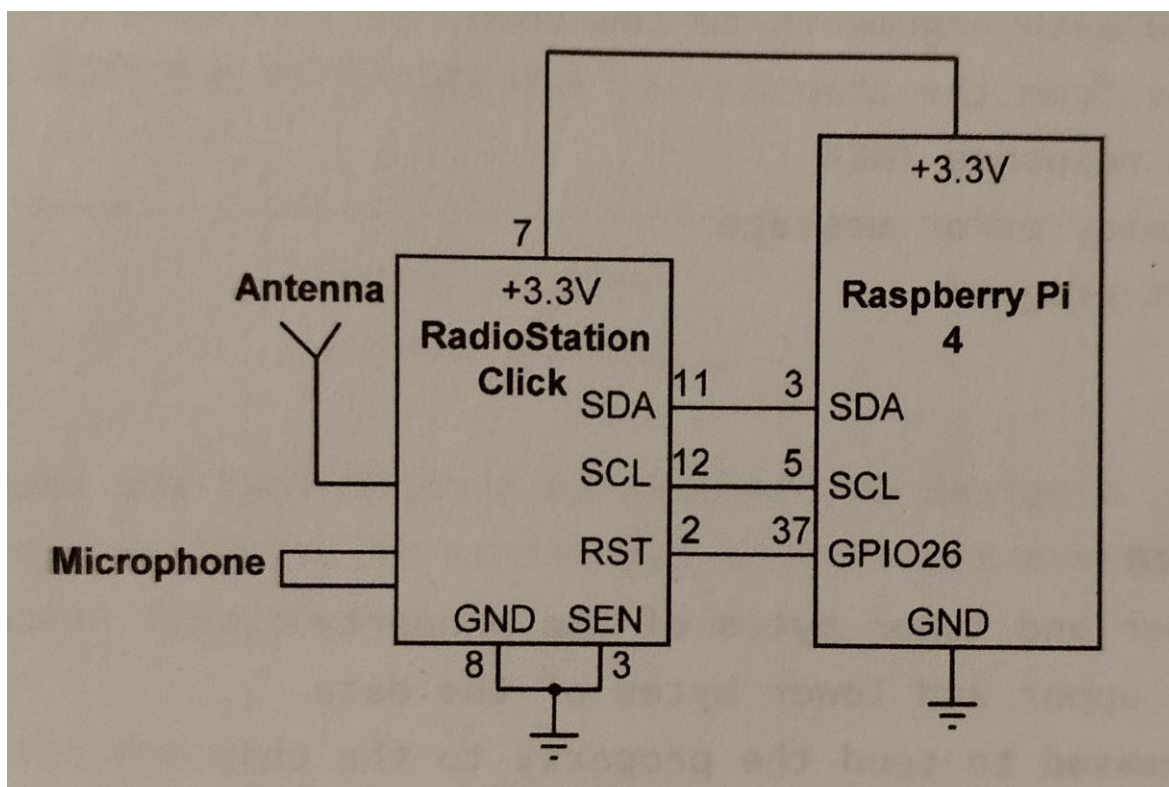 +3.3V
7
Antenna
+3.3V
Raspberry Pi
4
RadioStation
Click
SDA
11
3
SDA
SCL
12
5
SCL
RST
2
37
GPIO26
Microphone
GND
SEN
GND
8
3